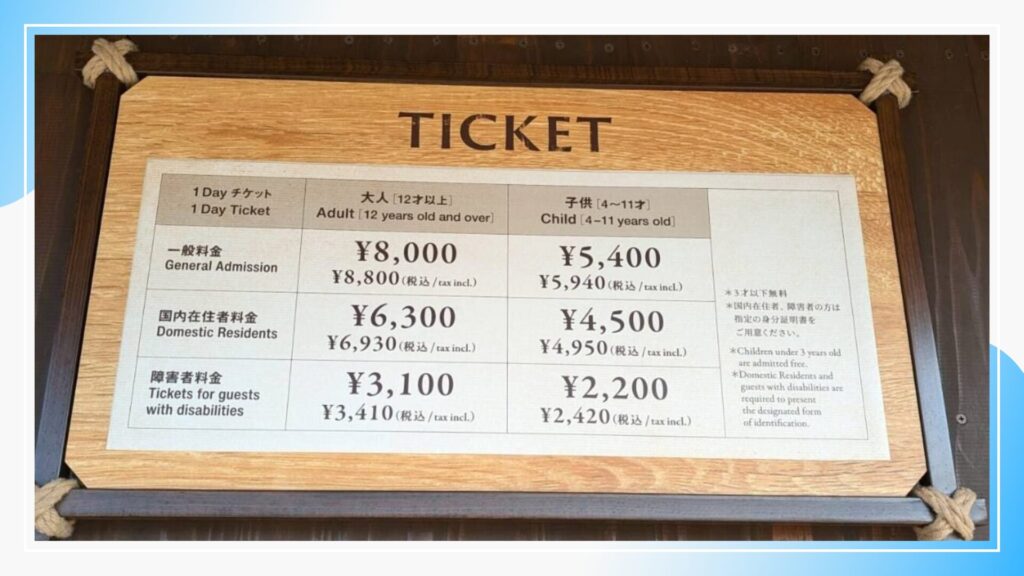 TICKET
1 Day チケット
1 Day Ticket
大人 [12才以上]
Adult [12 years old and over]
子供 [4～11才]
Child [4–11 years old]
一般料金
General Admission
¥8,000
¥8,800(税込/tax incl.)
¥5,400
¥5,940(税込/tax incl.)
国内在住者料金
Domestic Residents
¥6,300
¥6,930(税込/tax incl.)
¥4,500
¥4,950(税込/tax incl.)
障害者料金
Tickets for guests
with disabilities
¥3,100
¥3,410(税込/tax incl.)
¥2,200
¥2,420(税込/tax incl.)
＊3才以下無料
＊国内在住者、障害者の方は
指定の身分証明書を
ご用意ください。
＊Children under 3 years old
are admitted free.
＊Domestic Residents and
guests with disabilities are
required to present
the designated form
of identification.